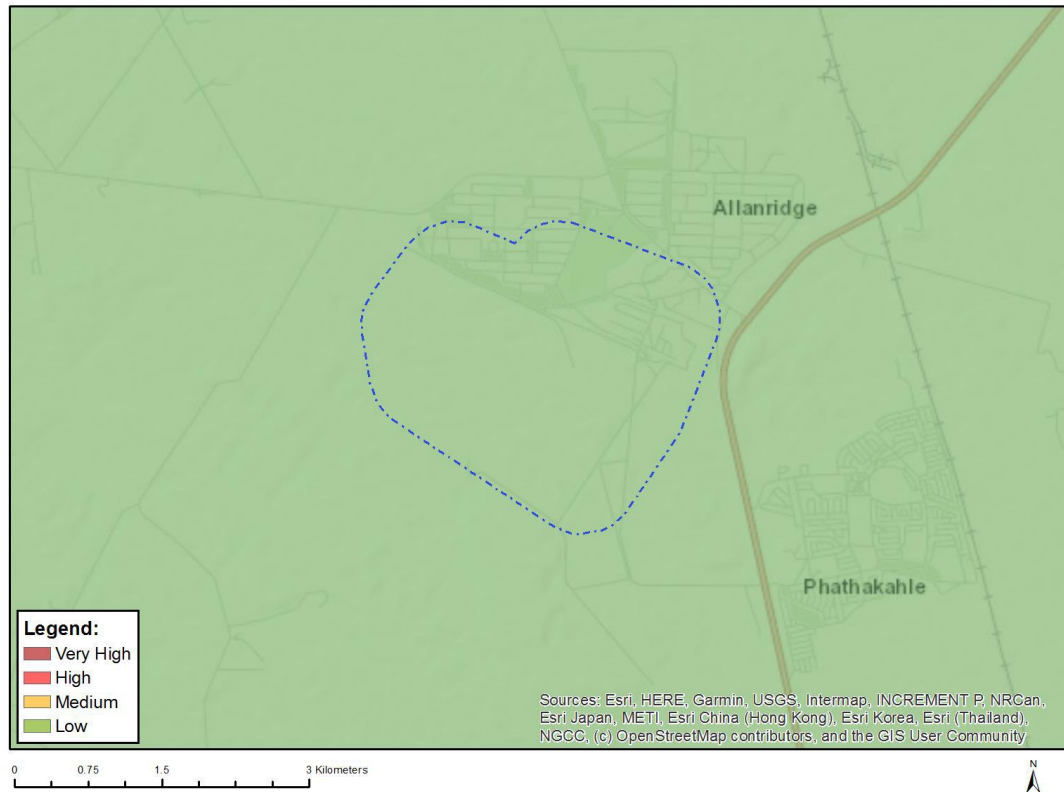 Allanridge
Phathakahle
Legend:
Very High
High
Medium
Low
Sources: Esri, HERE, Garmin, USGS, Intermap, INCREMENT P, NRCan,
Esri Japan, METI, Esri China (Hong Kong), Esri Korea, Esri (Thailand),
NGCC, (c) OpenStreetMap contributors, and the GIS User Community
0 0.75 1.5 3 Kilometers
N